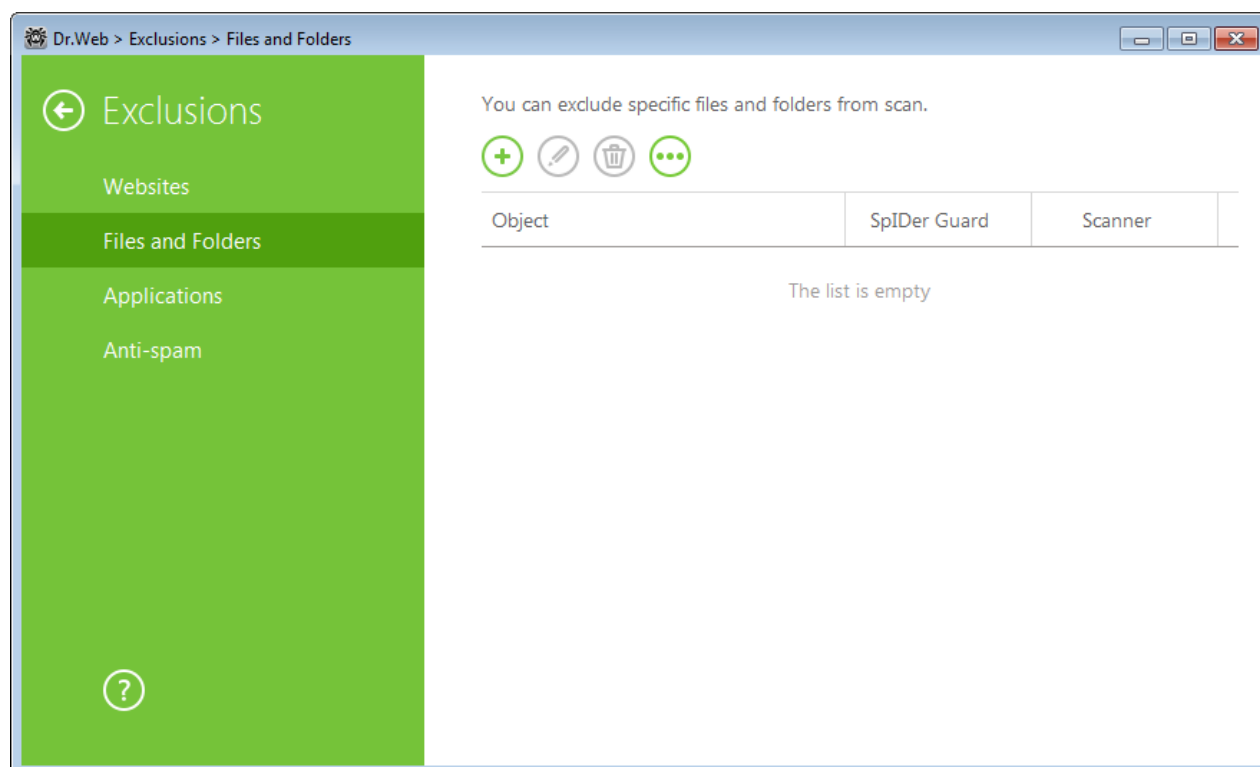 Dr.Web > Exclusions > Files and Folders
Exclusions
Websites
Files and Folders
Applications
Anti-spam
?
You can exclude specific files and folders from scan.
Object SpIDer Guard Scanner
The list is empty